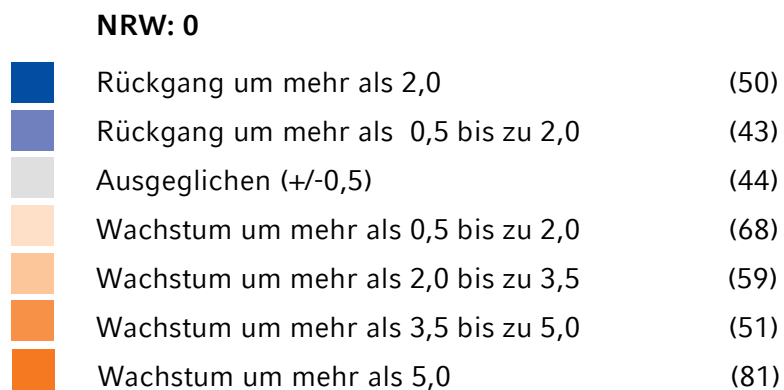 NRW: 0
Rückgang um mehr als 2,0 (50)
Rückgang um mehr als 0,5 bis zu 2,0 (43)
Ausgeglichen (+/-0,5) (44)
Wachstum um mehr als 0,5 bis zu 2,0 (68)
Wachstum um mehr als 2,0 bis zu 3,5 (59)
Wachstum um mehr als 3,5 bis zu 5,0 (51)
Wachstum um mehr als 5,0 (81)